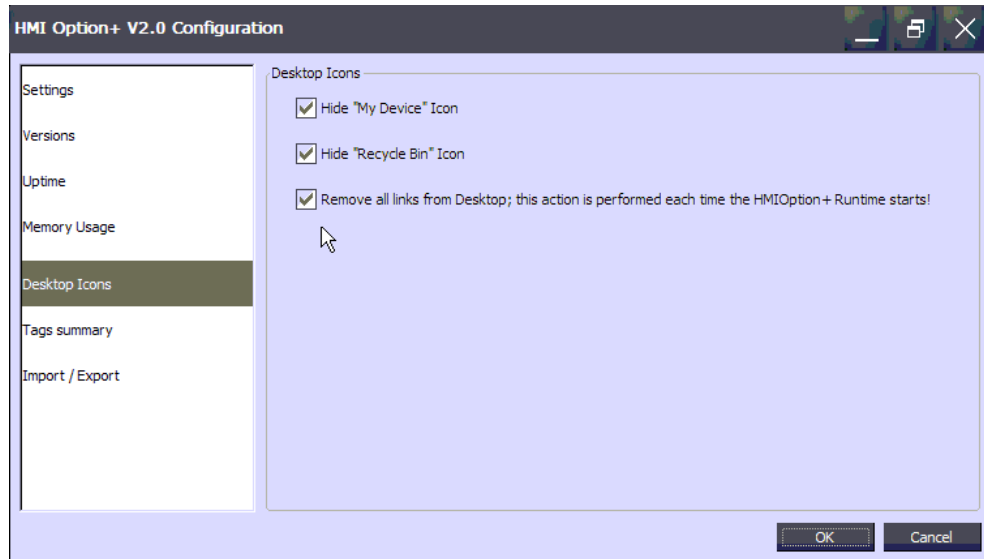 HMI Option+ V2.0 Configuration
Settings
Versions
Uptime
Memory Usage
Desktop Icons
Tags summary
Import / Export
Desktop Icons
Hide "My Device" Icon
Hide "Recycle Bin" Icon
Remove all links from Desktop; this action is performed each time the HMIOption+ Runtime starts!
OK
Cancel